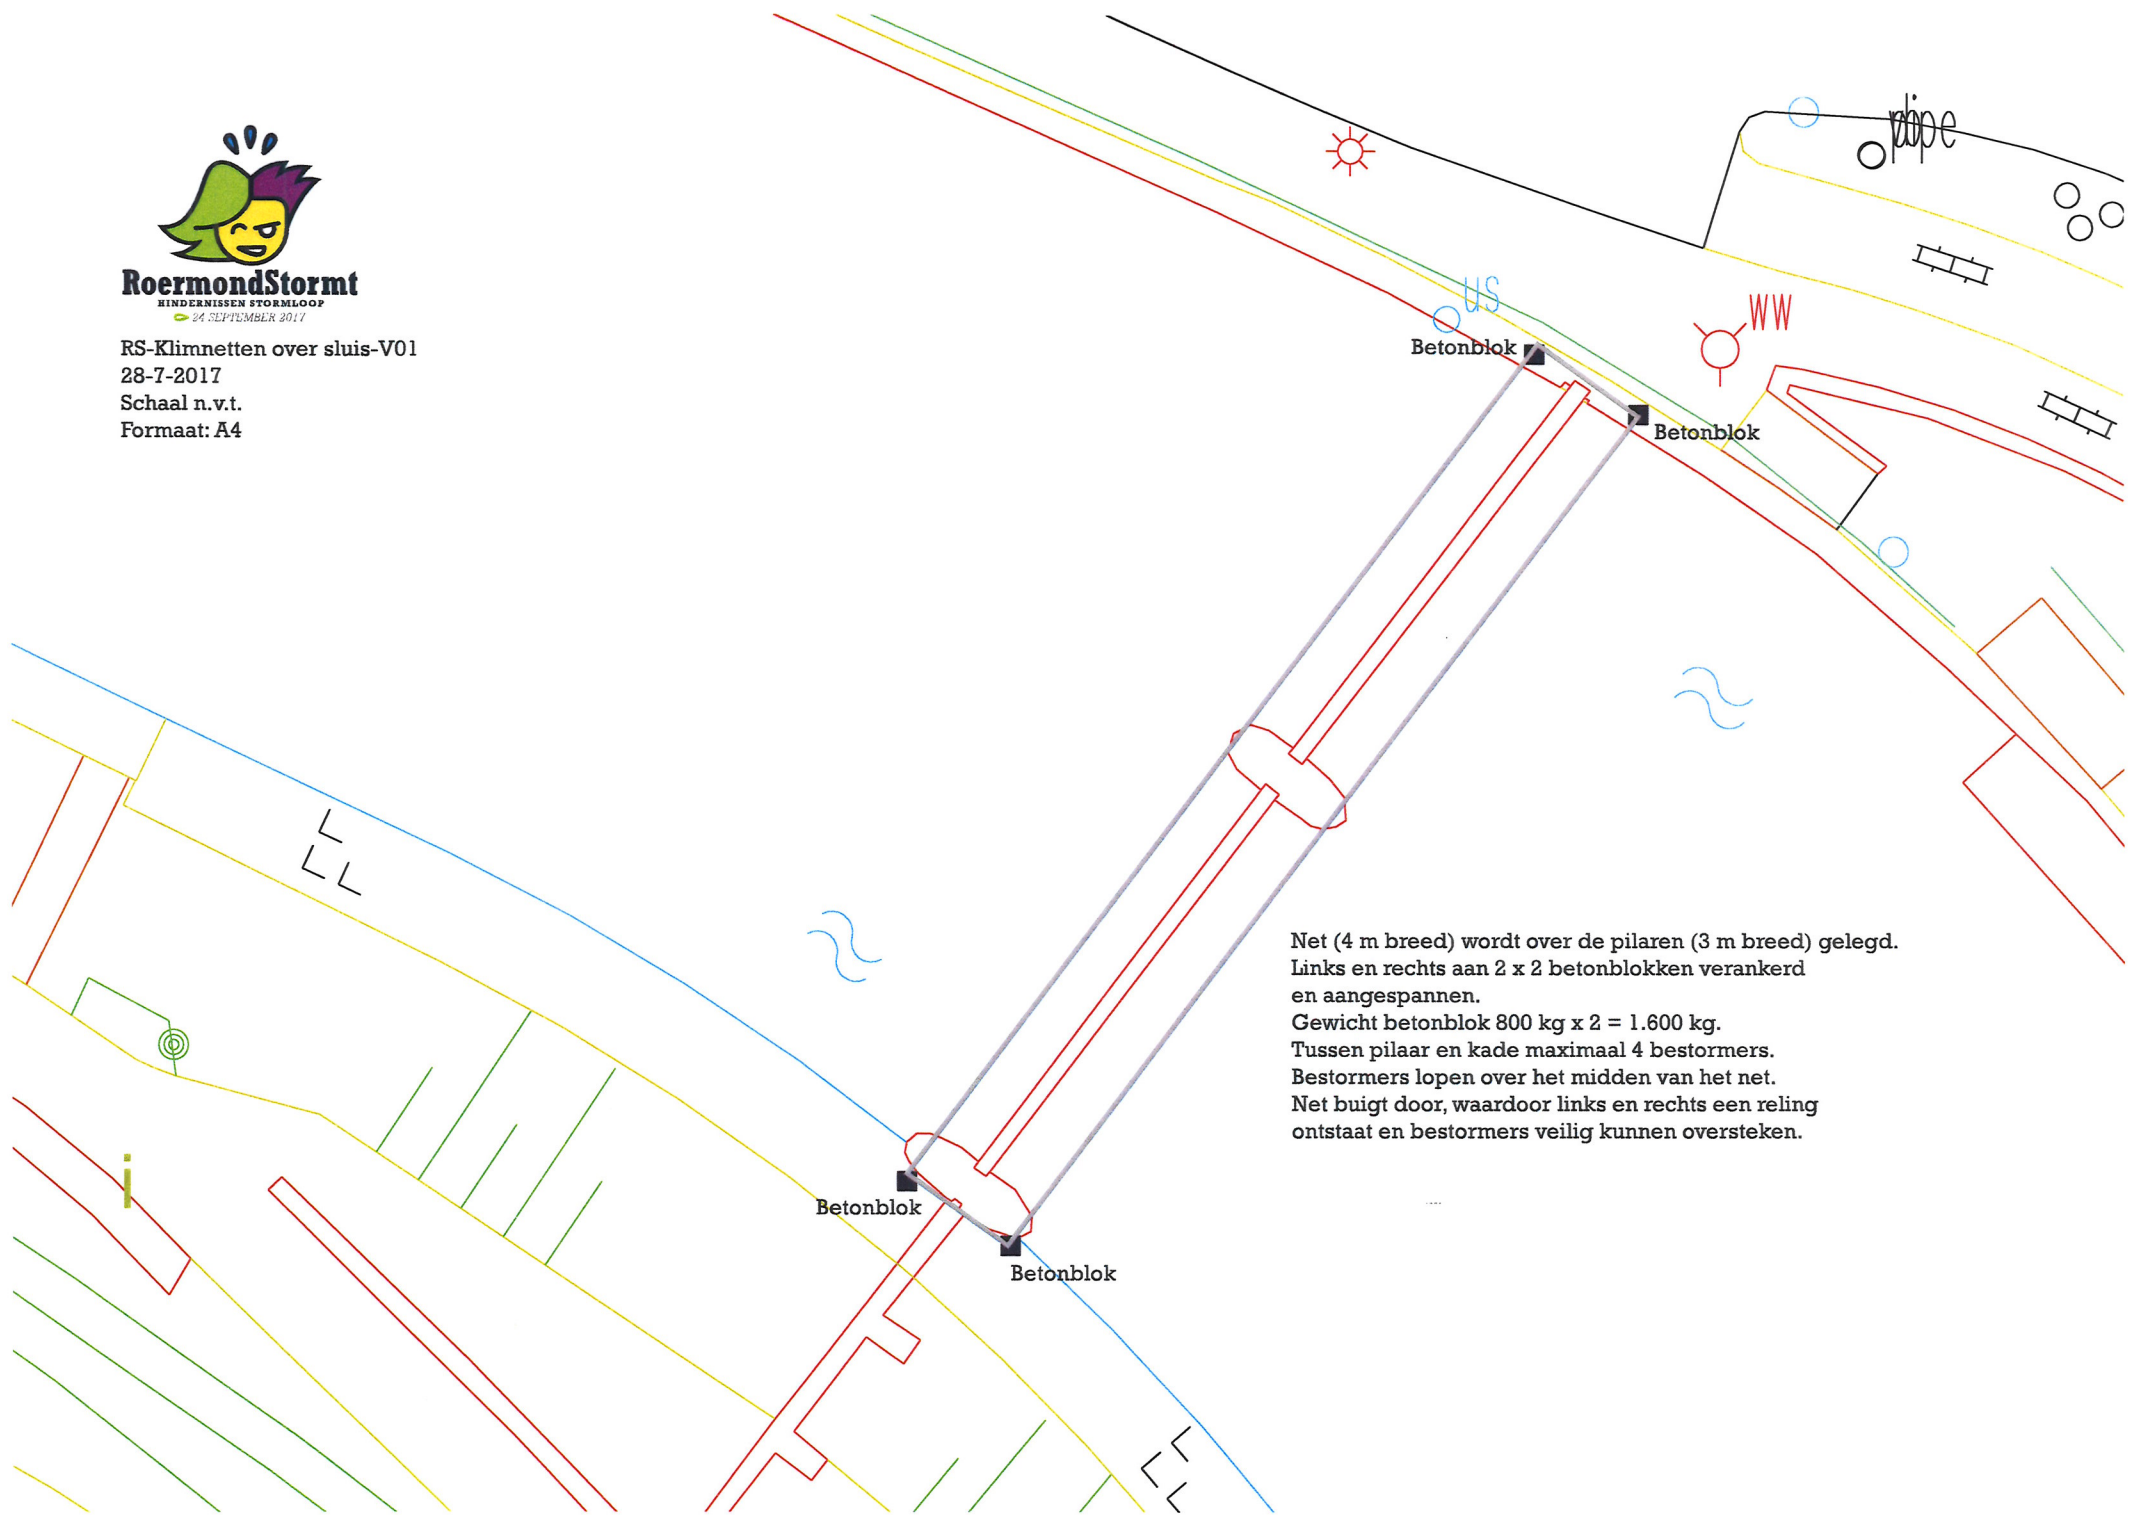 RoermondStormt
HINDERNISSEN STORMLOOP
24 SEPTEMBER 2017
RS-Klimnetten over sluis-V01
28-7-2017
Schaal n.v.t.
Formaat: A4
US
WW
Betonblok
Betonblok
Net (4 m breed) wordt over de pilaren (3 m breed) gelegd.
Links en rechts aan 2 x 2 betonblokken verankerd
en aangespannen.
Gewicht betonblok 800 kg x 2 = 1.600 kg.
Tussen pilaar en kade maximaal 4 bestormers.
Bestormers lopen over het midden van het net.
Net buigt door, waardoor links en rechts een reling
ontstaat en bestormers veilig kunnen oversteken.
i
Betonblok
Betonblok